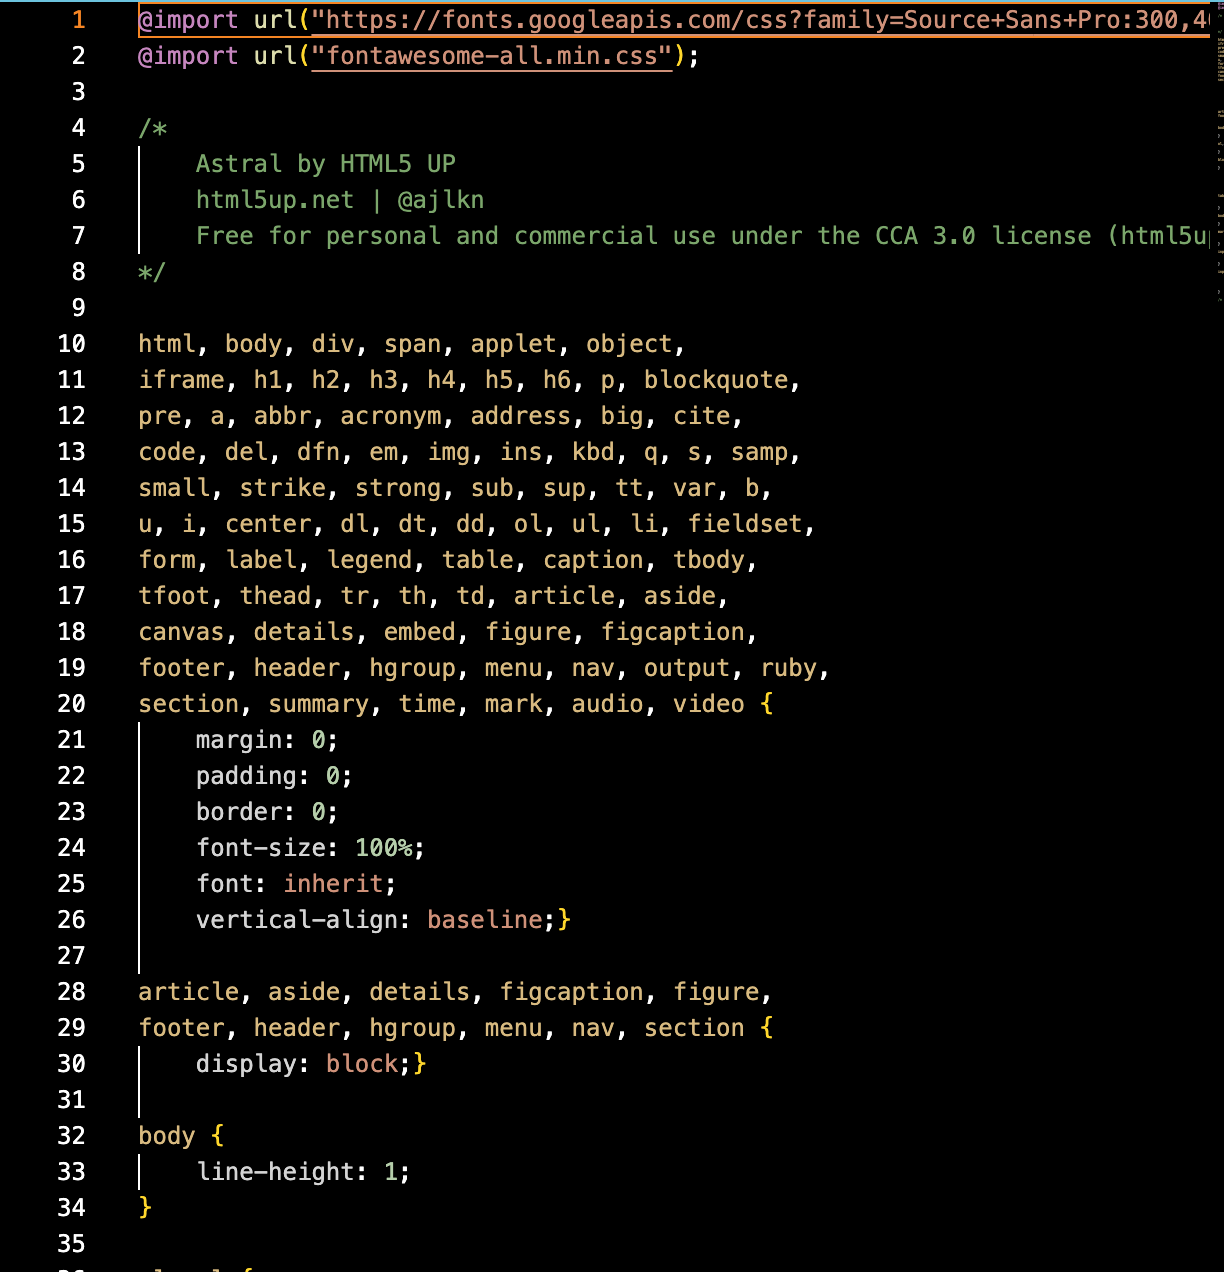 1 @import url("https://fonts.googleapis.com/css?family=Source+Sans+Pro:300,4
2 @import url("fontawesome-all.min.css");
3
4 /*
5 Astral by HTML5 UP
6 html5up.net | @ajlkn
7 Free for personal and commercial use under the CCA 3.0 license (html5u
8 */
9
10 html, body, div, span, applet, object,
11 iframe, h1, h2, h3, h4, h5, h6, p, blockquote,
12 pre, a, abbr, acronym, address, big, cite,
13 code, del, dfn, em, img, ins, kbd, q, s, samp,
14 small, strike, strong, sub, sup, tt, var, b,
15 u, i, center, dl, dt, dd, ol, ul, li, fieldset,
16 form, label, legend, table, caption, tbody,
17 tfoot, thead, tr, th, td, article, aside,
18 canvas, details, embed, figure, figcaption,
19 footer, header, hgroup, menu, nav, output, ruby,
20 section, summary, time, mark, audio, video {
21 margin: 0;
22 padding: 0;
23 border: 0;
24 font-size: 100%;
25 font: inherit;
26 vertical-align: baseline;}
27
28 article, aside, details, figcaption, figure,
29 footer, header, hgroup, menu, nav, section {
30 display: block;}
31
32 body {
33 line-height: 1;
34 }
35